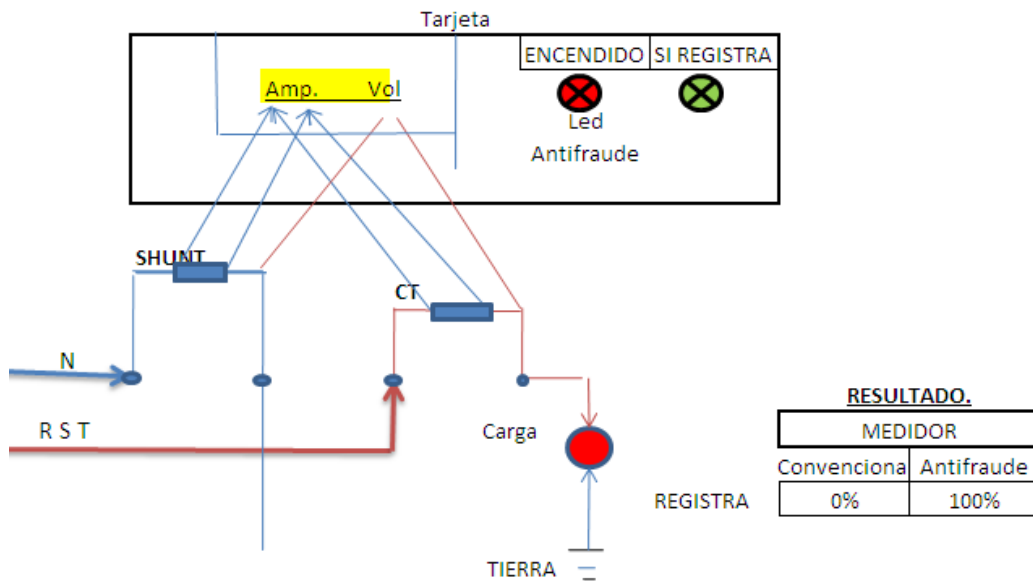 Tarjeta
ENCENDIDO SI REGISTRA
Amp. Vol
Led
Antifraude
SHUNT
CT
N
R S T
Carga
RESULTADO.
MEDIDOR
Convenciona Antifraude
REGISTRA 0% 100%
TIERRA